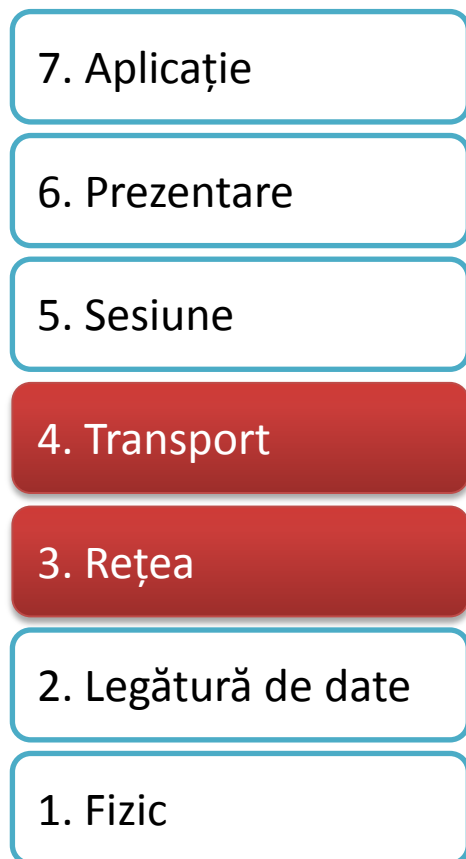 7. Aplicație
6. Prezentare
5. Sesiune
4. Transport
3. Rețea
2. Legătură de date
1. Fizic